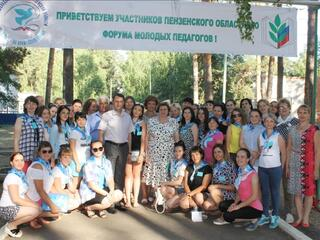 ПРИВЕТСТВУЕМ УЧАСТНИКОВ ПЕНЗЕНСКОГО ОБЛАСТНОГО
ФОРУМА МОЛОДЫХ ПЕДАГОГОВ !